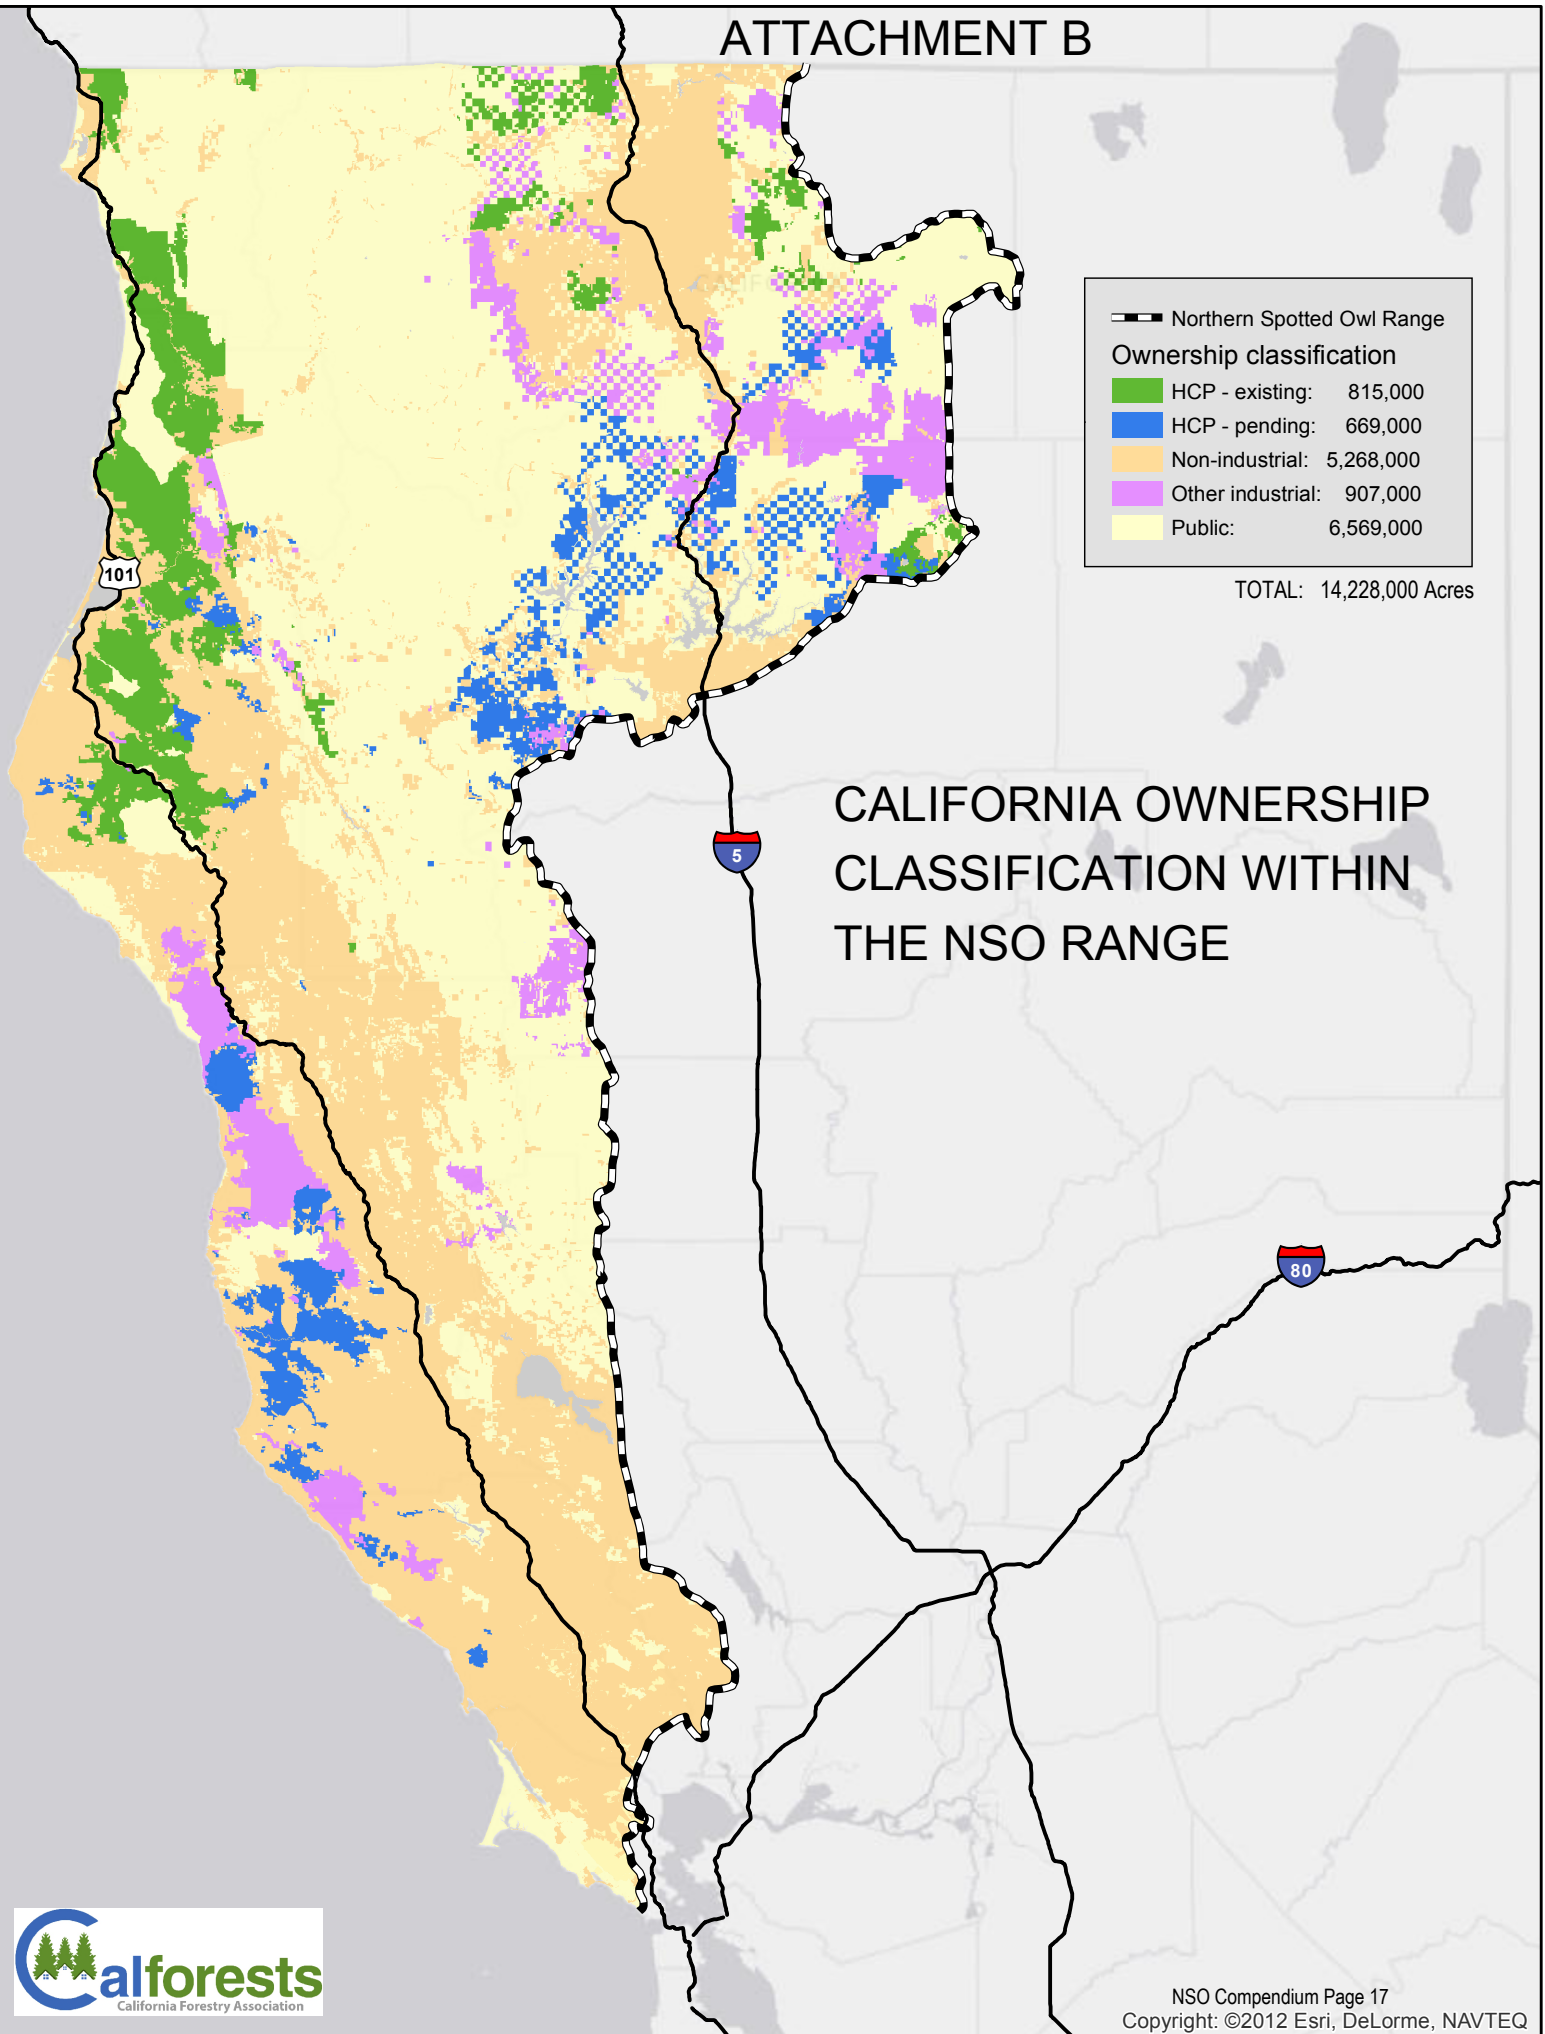 ATTACHMENT B
Northern Spotted Owl Range
Ownership classification
HCP - existing: 815,000
HCP - pending: 669,000
Non-industrial: 5,268,000
Other industrial: 907,000
Public: 6,569,000
TOTAL: 14,228,000 Acres
CALIFORNIA OWNERSHIP
CLASSIFICATION WITHIN
THE NSO RANGE
101
5
80
Calforests
California Forestry Association
NSO Compendium Page 17
Copyright: ©2012 Esri, DeLorme, NAVTEQ